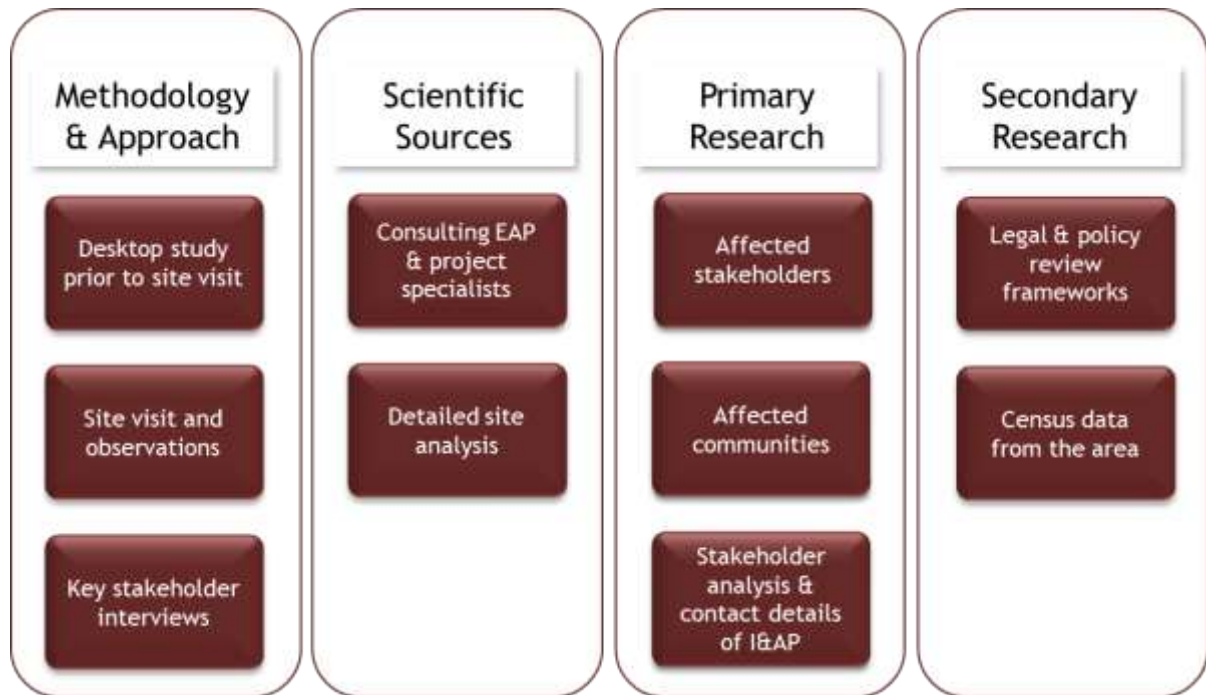 Methodology
& Approach
Desktop study
prior to site visit
Site visit and
observations
Key stakeholder
interviews
Scientific
Sources
Consulting EAP
& project
specialists
Detailed site
analysis
Primary
Research
Affected
stakeholders
Affected
communities
Stakeholder
analysis &
contact details
of I&AP
Secondary
Research
Legal & policy
review
frameworks
Census data
from the area